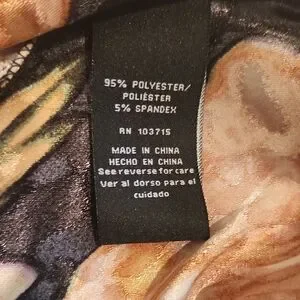 95% POLYESTER/
POLIÉSTER
5% SPANDEX
RN 103715
MADE IN CHINA
HECHO EN CHINA
See reverse for care
Ver al dorso para el
cuidado